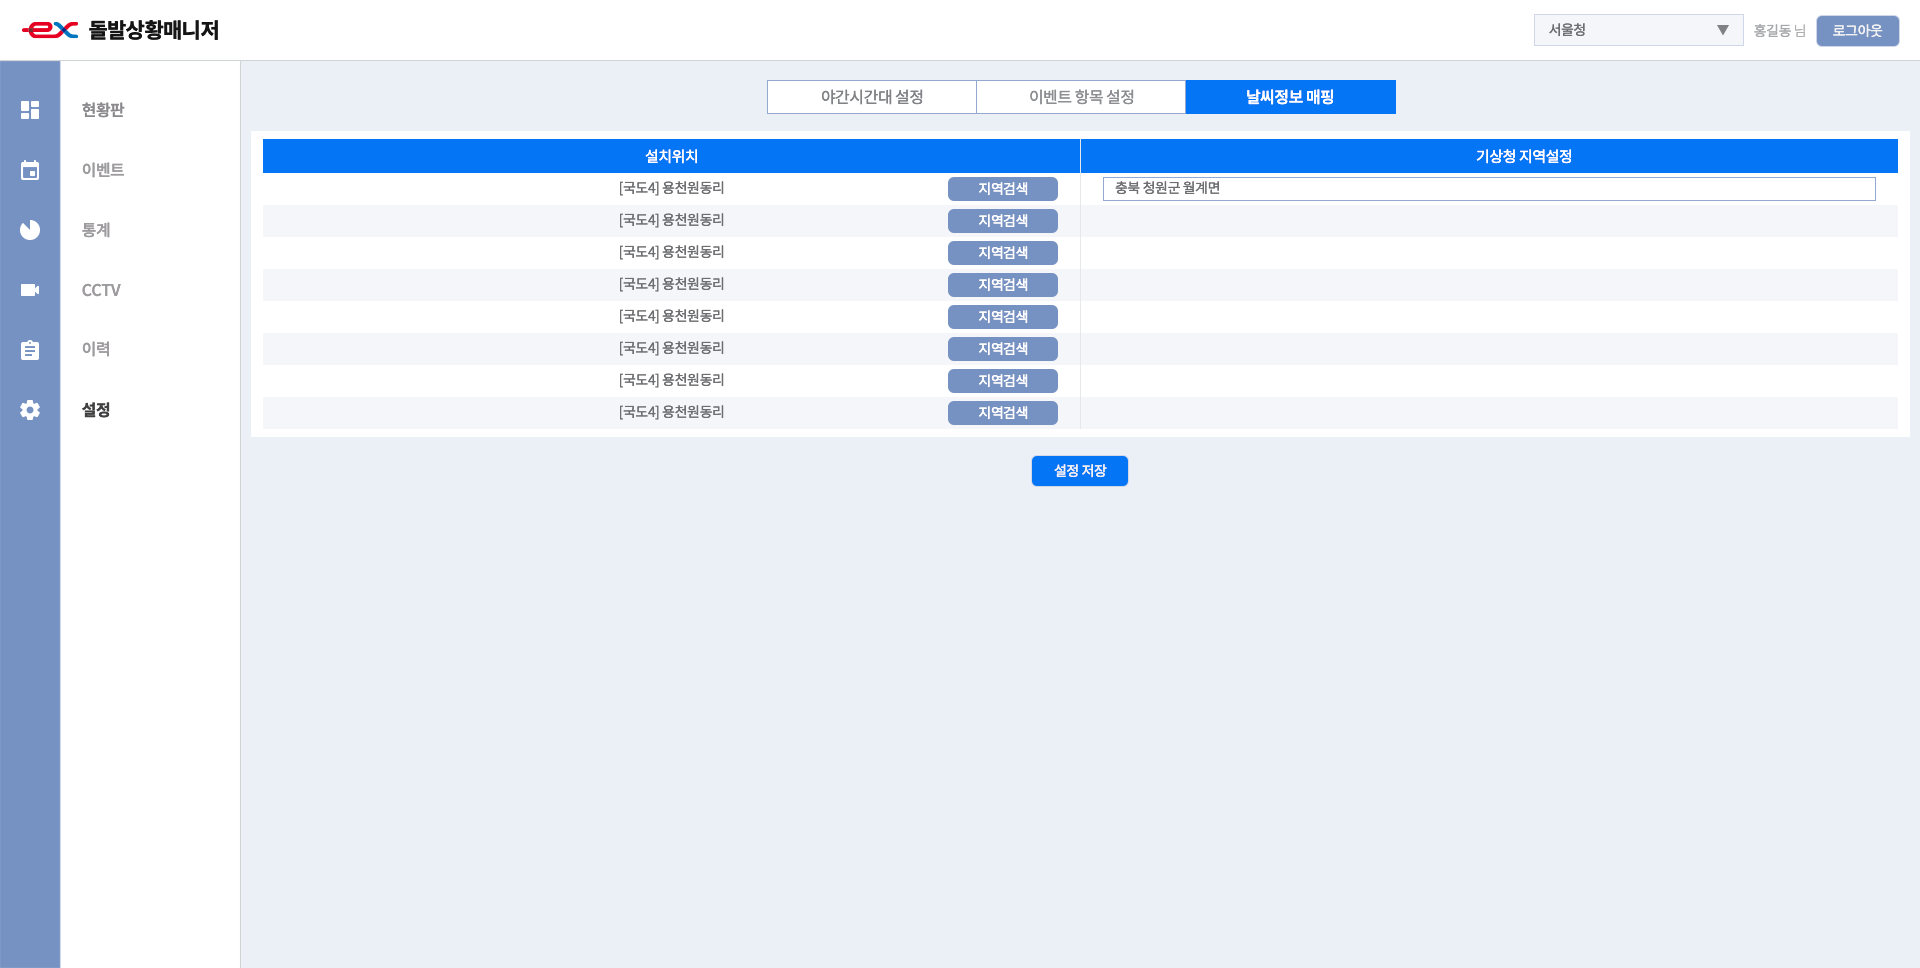 ex 돌발상황매니저
서울청 ▼ 홍길동 님 로그아웃
현황판
이벤트
통계
CCTV
이력
설정
야간시간대 설정 이벤트 항목 설정 날씨정보 매핑
설치위치 기상청 지역설정
[국도4] 용천원동리 지역검색 충북 청원군 월계면
[국도4] 용천원동리 지역검색
[국도4] 용천원동리 지역검색
[국도4] 용천원동리 지역검색
[국도4] 용천원동리 지역검색
[국도4] 용천원동리 지역검색
[국도4] 용천원동리 지역검색
[국도4] 용천원동리 지역검색
설정 저장